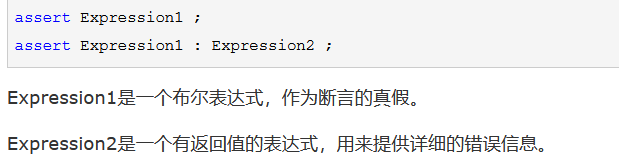 assert Expression1 ;
assert Expression1 : Expression2 ;
Expression1是一个布尔表达式，作为断言的真假。
Expression2是一个有返回值的表达式，用来提供详细的错误信息。